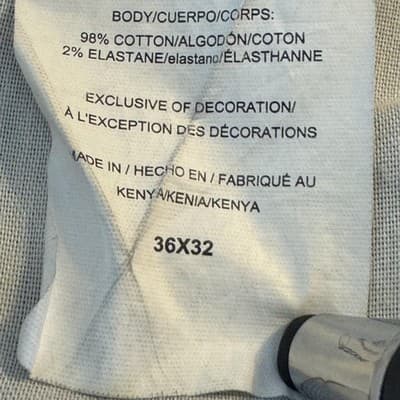 BODY/CUERPO/CORPS:
98% COTTON/ALGODÓN/COTON
2% ELASTANE/elastano/ÉLASTHANNE
EXCLUSIVE OF DECORATION/
À L'EXCEPTION DES DÉCORATIONS
MADE IN / HECHO EN / FABRIQUÉ AU
KENYA/KENIA/KENYA
36X32